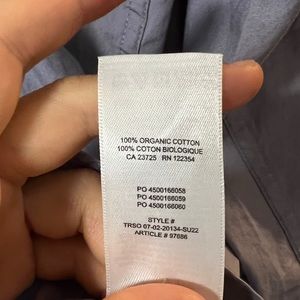 100% ORGANIC COTTON
100% COTON BIOLOGIQUE
CA 23725 RN 122354
PO 4500166058
PO 4500166059
PO 4500166060
STYLE #
TRSO 07-02-20134-SU22
ARTICLE # 97686